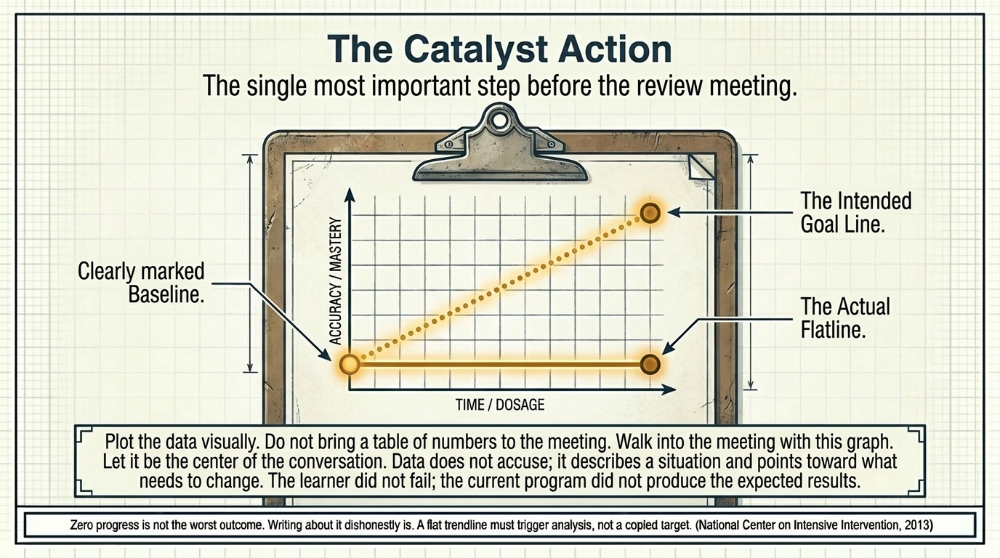 The Catalyst Action
The single most important step before the review meeting.
Clearly marked
Baseline.
ACCURACY / MASTERY
TIME / DOSAGE
The Intended
Goal Line.
The Actual
Flatline.
Plot the data visually. Do not bring a table of numbers to the meeting. Walk into the meeting with this graph.
Let it be the center of the conversation. Data does not accuse; it describes a situation and points toward what
needs to change. The learner did not fail; the current program did not produce the expected results.
Zero progress is not the worst outcome. Writing about it dishonestly is. A flat trendline must trigger analysis, not a copied target. (National Center on Intensive Intervention, 2013)